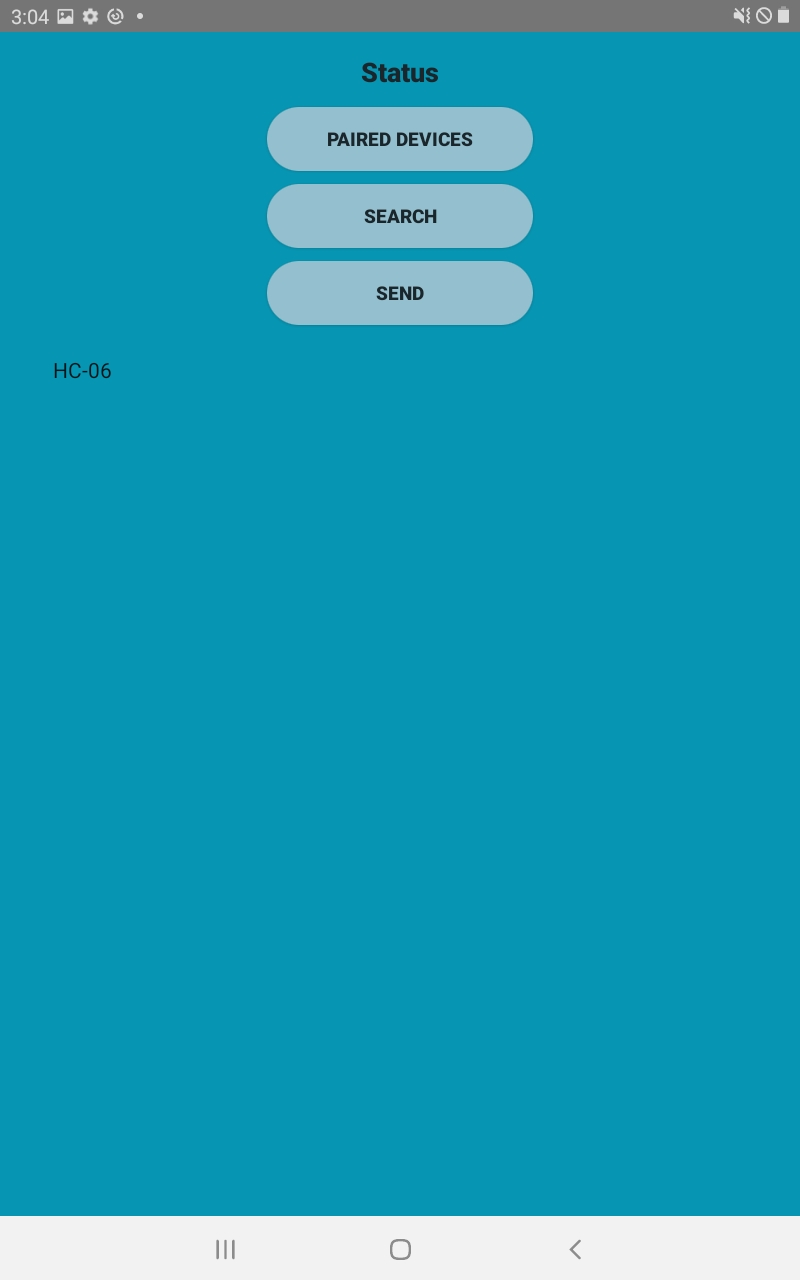 3:04
Status
PAIRED DEVICES
SEARCH
SEND
HC-06